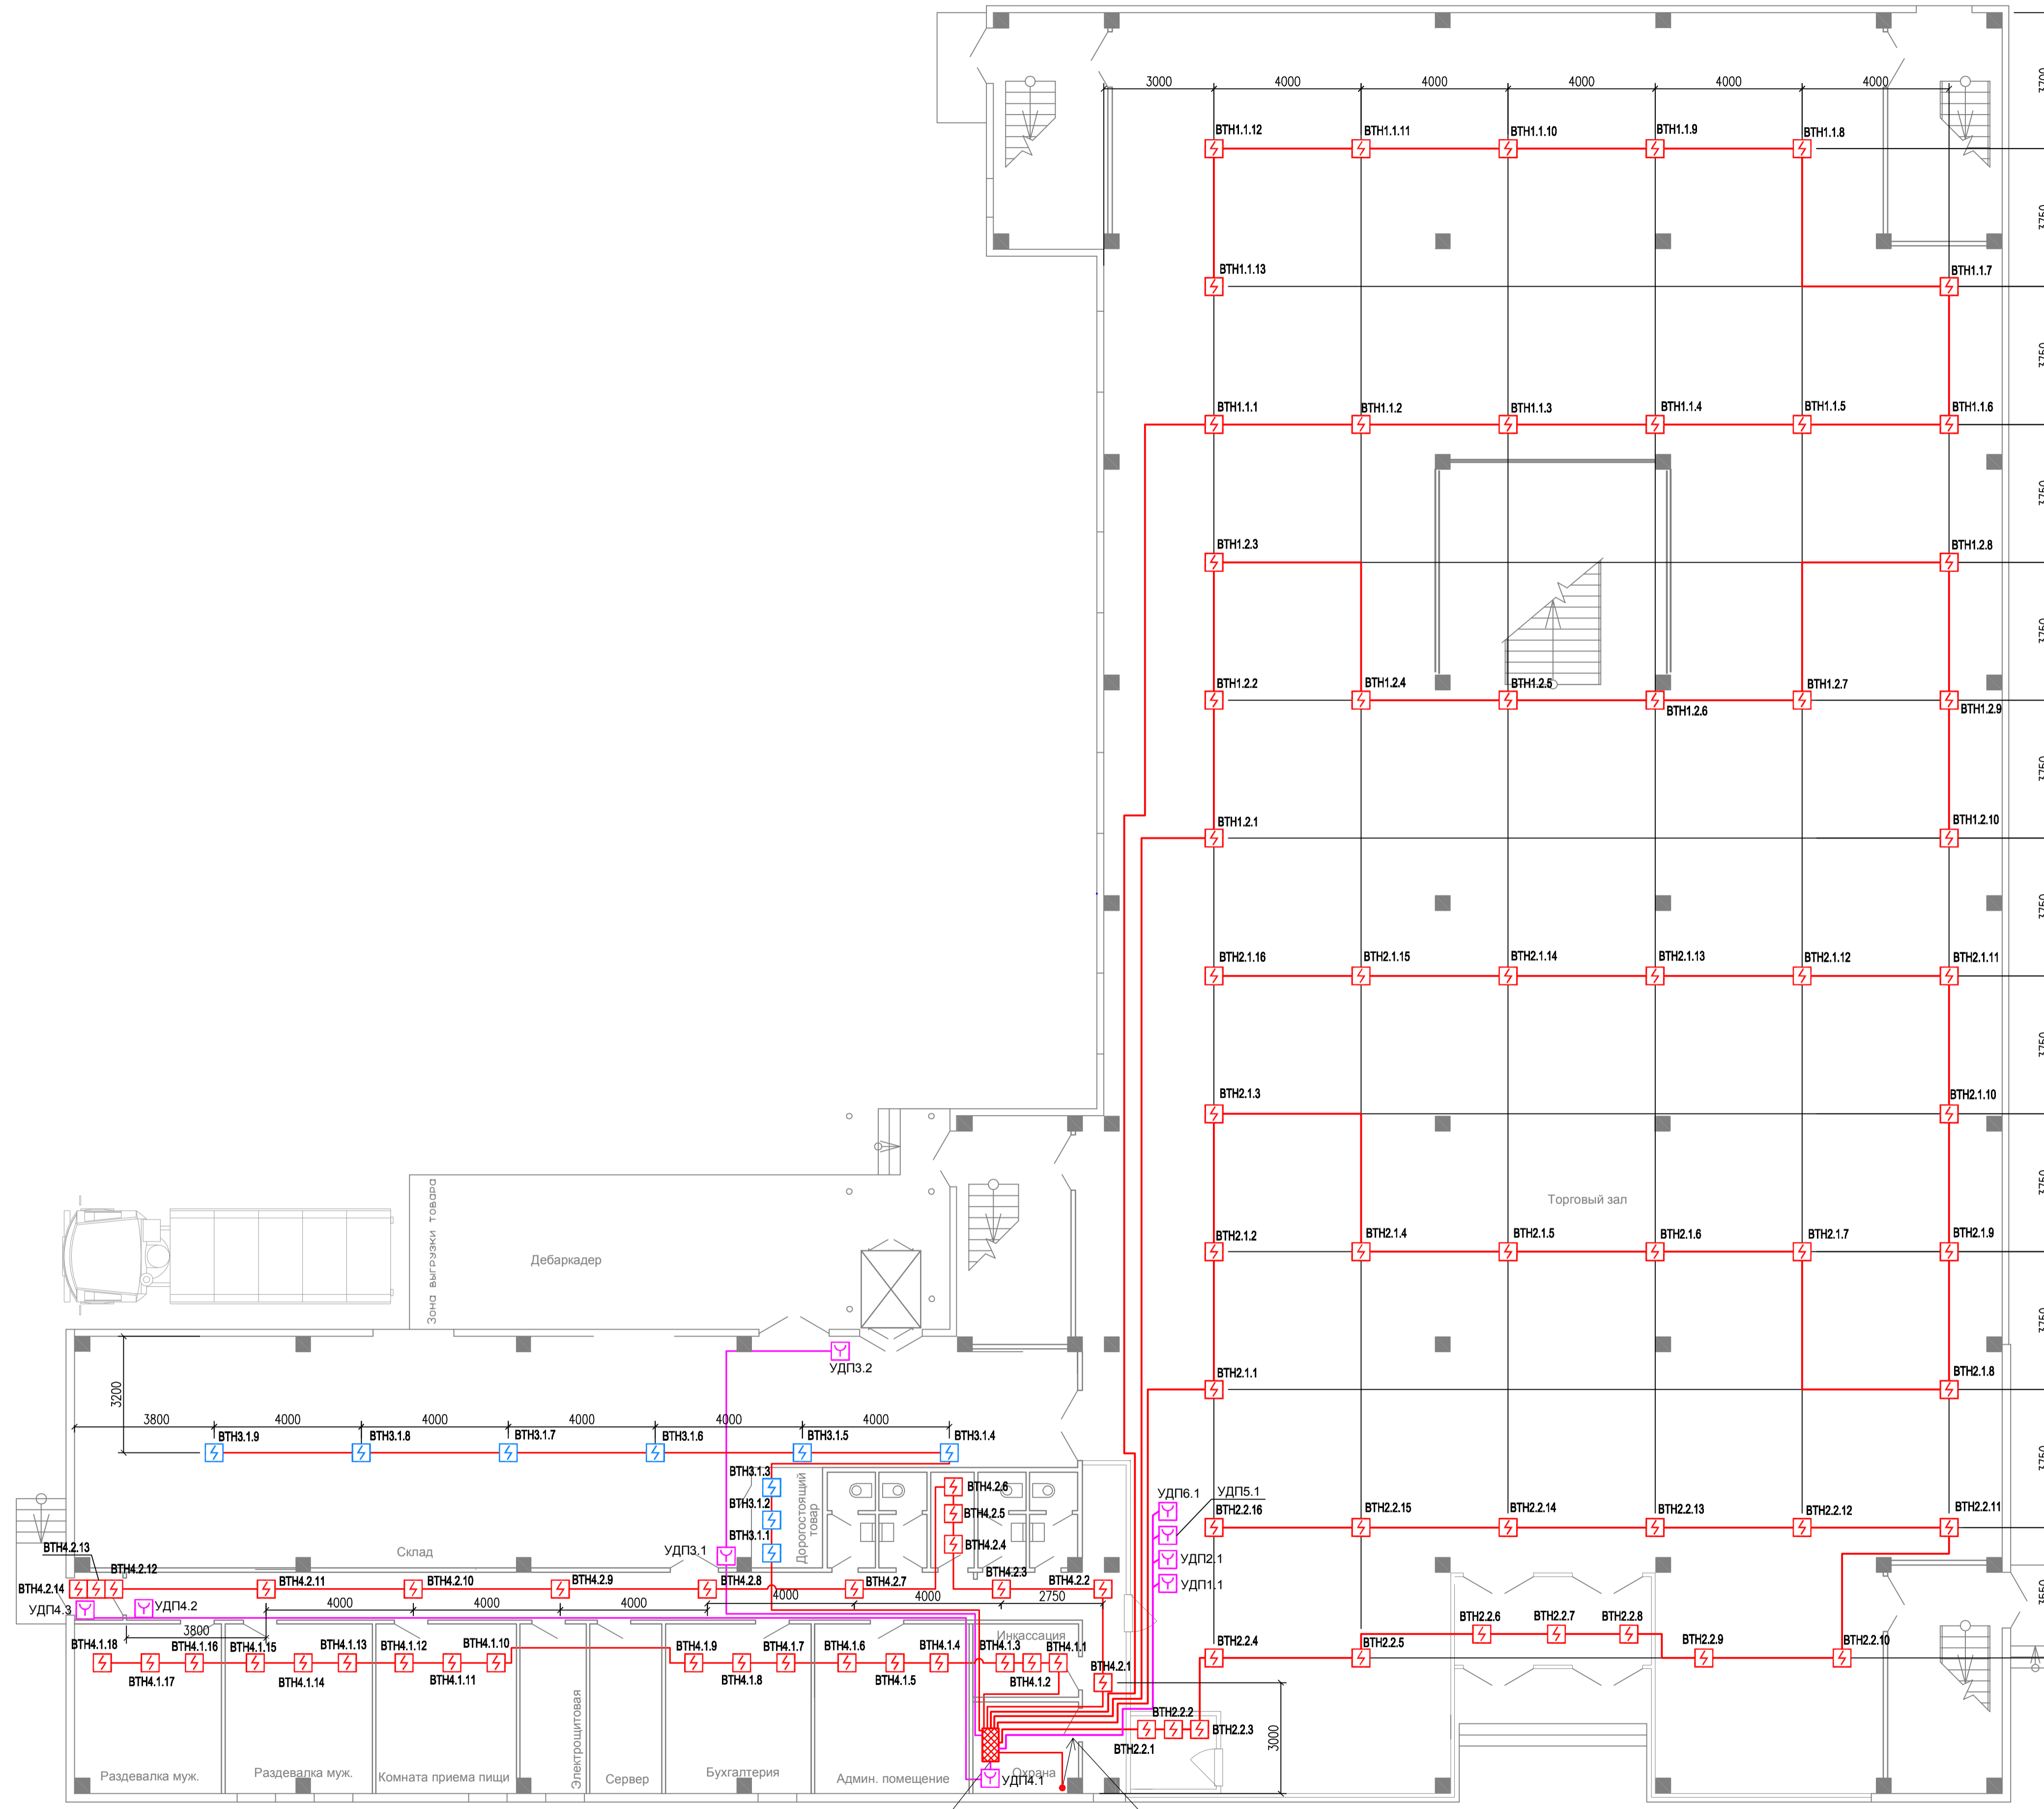 3000
4000
4000
4000
4000
4000
3700
ВТН1.1.12
ВТН1.1.11
ВТН1.1.10
ВТН1.1.9
ВТН1.1.8
3750
ВТН1.1.13
ВТН1.1.7
3750
ВТН1.1.1
ВТН1.1.2
ВТН1.1.3
ВТН1.1.4
ВТН1.1.5
ВТН1.1.6
3750
ВТН1.2.3
ВТН1.2.8
3750
ВТН1.2.2
ВТН1.2.4
ВТН1.2.5
ВТН1.2.6
ВТН1.2.7
ВТН1.2.9
3750
ВТН1.2.1
ВТН1.2.10
3750
ВТН2.1.16
ВТН2.1.15
ВТН2.1.14
ВТН2.1.13
ВТН2.1.12
ВТН2.1.11
3750
ВТН2.1.3
ВТН2.1.10
3750
Торговый зал
ВТН2.1.2
ВТН2.1.4
ВТН2.1.5
ВТН2.1.6
ВТН2.1.7
ВТН2.1.9
3750
Зона выгрузки товара
Дебаркадер
УДП3.2
ВТН2.1.1
ВТН2.1.8
3200
3800
4000
4000
4000
4000
4000
ВТН3.1.9
ВТН3.1.8
ВТН3.1.7
ВТН3.1.6
ВТН3.1.5
ВТН3.1.4
3750
ВТН3.1.3
ВТН3.1.2
ВТН3.1.1
Дорогостоящий
товар
ВТН4.2.6
ВТН4.2.5
ВТН4.2.4
УДП6.1
УДП5.1
УДП2.1
УДП1.1
ВТН2.2.16
ВТН2.2.15
ВТН2.2.14
ВТН2.2.13
ВТН2.2.12
ВТН2.2.11
3550
Склад
УДП3.1
ВТН4.2.13
ВТН4.2.12
ВТН4.2.14
ВТН4.2.11
ВТН4.2.10
ВТН4.2.9
ВТН4.2.8
ВТН4.2.7
ВТН4.2.3
ВТН4.2.2
УДП4.3
УДП4.2
3800
4000
4000
4000
4000
4000
2750
Инкассация
ВТН4.1.18
ВТН4.1.17
ВТН4.1.16
ВТН4.1.15
ВТН4.1.14
ВТН4.1.13
ВТН4.1.12
ВТН4.1.11
ВТН4.1.10
ВТН4.1.9
ВТН4.1.8
ВТН4.1.7
ВТН4.1.6
ВТН4.1.5
ВТН4.1.4
ВТН4.1.3
ВТН4.1.2
ВТН4.1.1
ВТН4.2.1
ВТН2.2.4
ВТН2.2.5
ВТН2.2.6
ВТН2.2.7
ВТН2.2.8
ВТН2.2.9
ВТН2.2.10
ВТН2.2.2
ВТН2.2.3
ВТН2.2.1
3000
Раздевалка муж.
Раздевалка муж.
Комната приема пищи
Электрощитовая
Сервер
Бухгалтерия
Админ. помещение
УДП4.1
Охрана